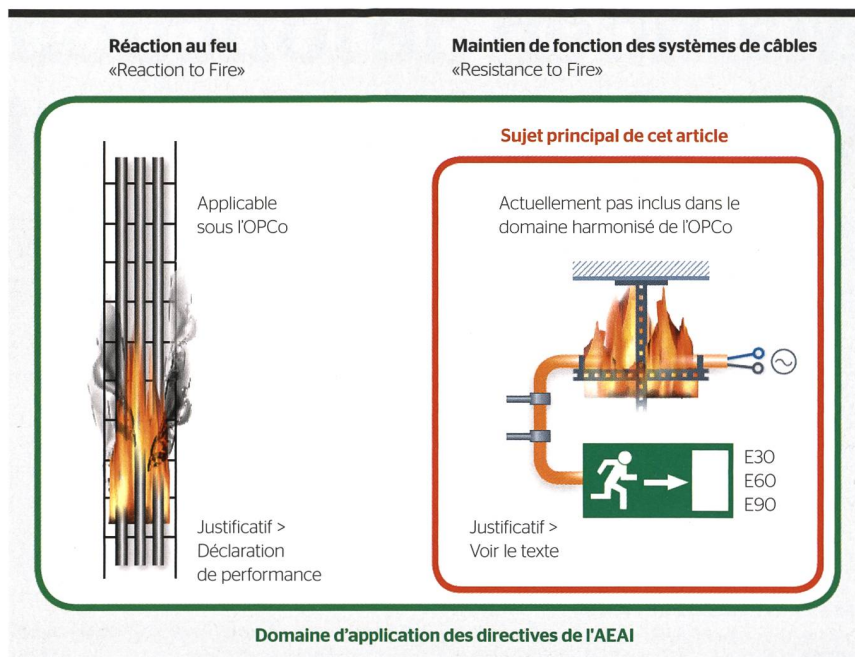 Réaction au feu
«Reaction to Fire»
Maintien de fonction des systèmes de câbles
«Resistance to Fire»
Sujet principal de cet article
Applicable
sous l'OPCo
Actuellement pas inclus dans le
domaine harmonisé de l'OPCo
E30
E60
E90
Justificatif >
Déclaration
de performance
Justificatif >
Voir le texte
Domaine d'application des directives de l'AEAI